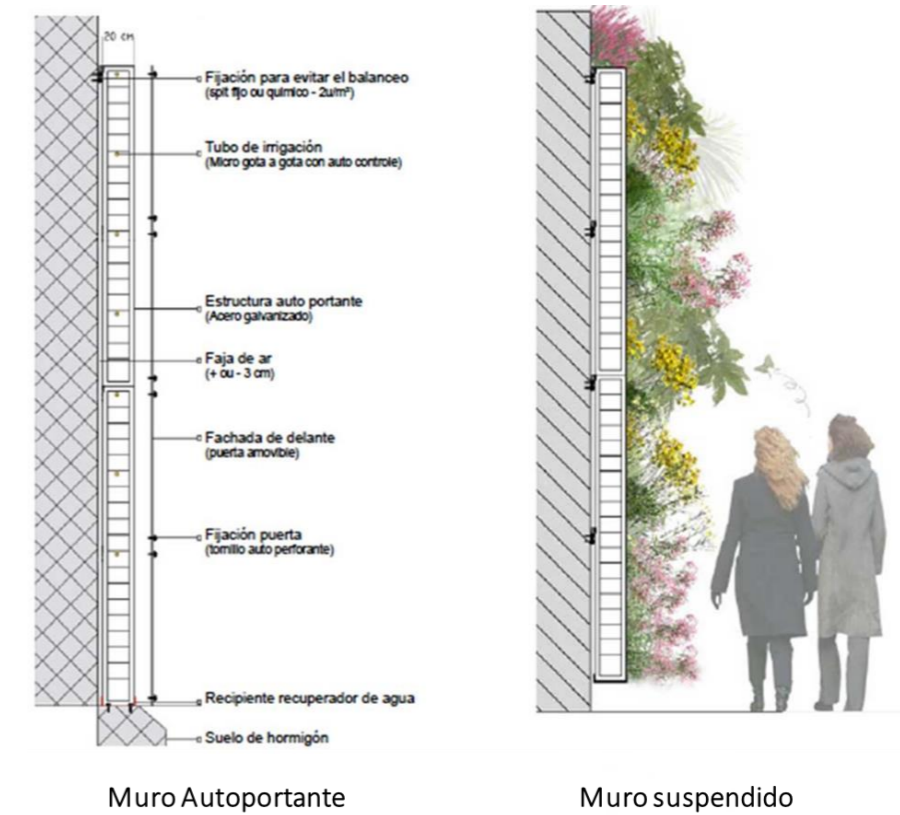 20 cm
Fijación para evitar el balanceo
(spit fijo ou quimico - 2u/m²)
Tubo de irrigación
(Micro gota a gota con auto controle)
Estructura auto portante
(Acero galvanizado)
Faja de ar
(+ ou - 3 cm)
Fachada de delante
(puerta amovible)
Fijación puerta
(tornillo auto perforante)
Recipiente recuperador de agua
Suelo de hormigón
Muro Autoportante
Muro suspendido